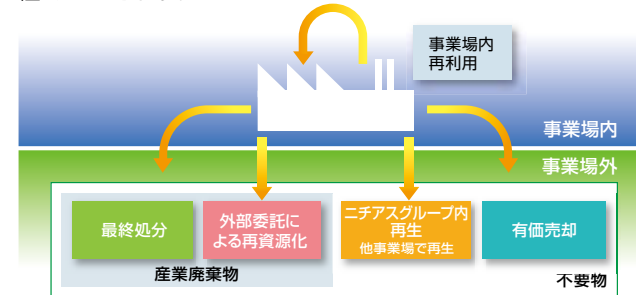 事業場内
再利用
事業場内
事業場外
最終処分
外部委託に
よる再資源化
ニチアスグループ内
再生
他事業場で再生
有価売却
産業廃棄物
不要物